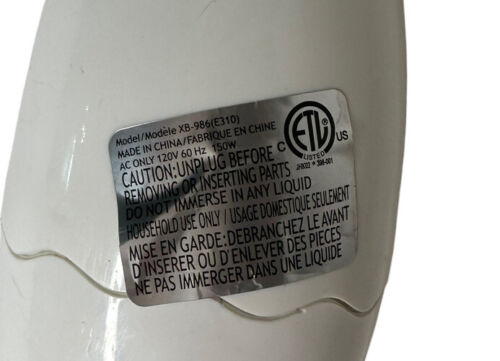 Model/Modèle XB-986(E310)
MADE IN CHINA/FABRIQUE EN CHINE
AC ONLY 120V 60 Hz 150W
CAUTION:UNPLUG BEFORE
REMOVING OR INSERTING PARTS
DO NOT IMMERSE IN ANY LIQUID
HOUSEHOLD USE ONLY / USAGE DOMESTIQUE SEULEMENT
MISE EN GARDE:DEBRANCHEZ LE AVANT
D'INSERER OU D'ENLEVER DES PIECES
NE PAS IMMERGER DANS UNE LIQUIDE
C ETL US
LISTED